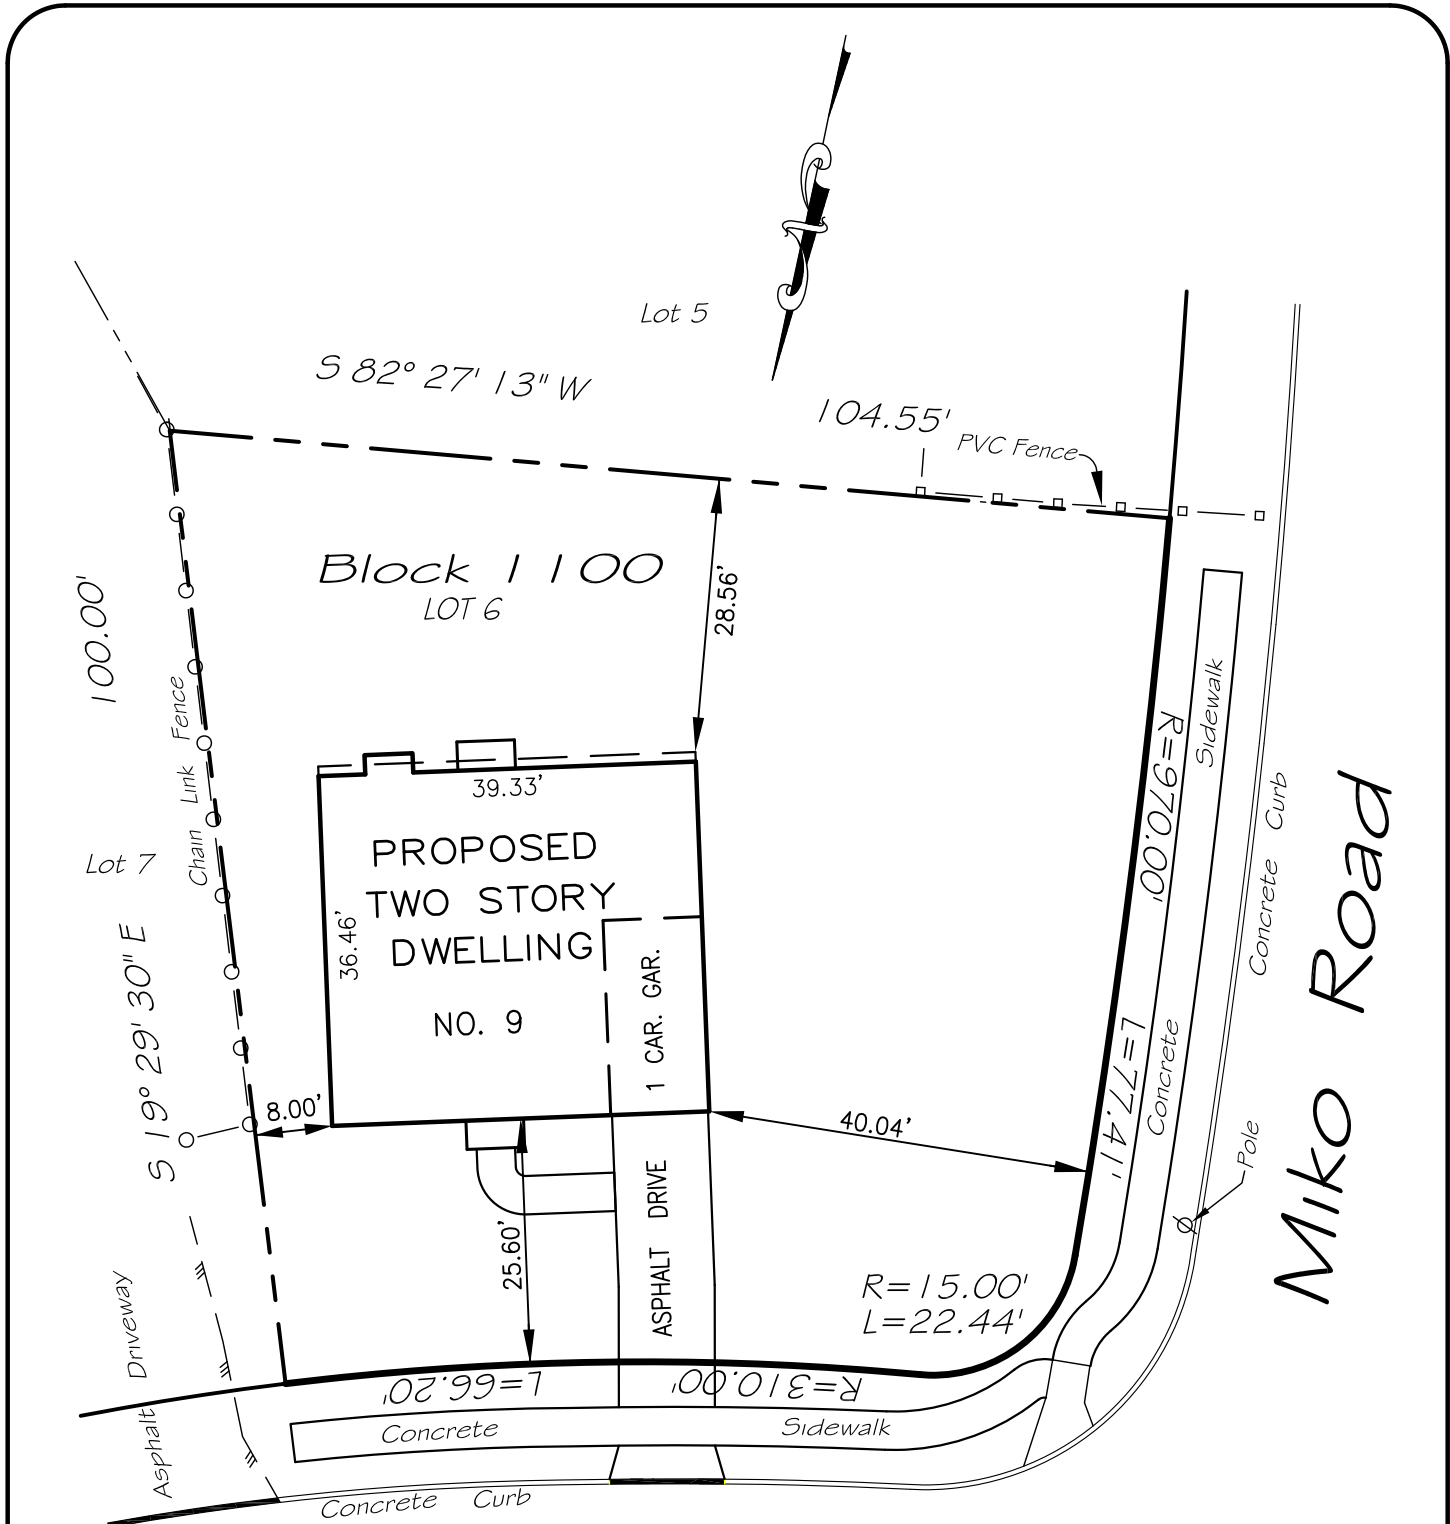 Lot 5
S 82° 27' 13" W
104.55'
PVC Fence
Block 1100
LOT 6
28.56'
100.00'
Chain Link Fence
39.33'
Lot 7
PROPOSED
TWO STORY
DWELLING
NO. 9
36.46'
1 CAR. GAR.
S 19° 29' 30" E
8.00'
40.04'
25.60'
ASPHALT DRIVE
R=970.00'
L=77.41'
Sidewalk
Concrete
Concrete Curb
Miko Road
Pole
R=15.00'
L=22.44'
Asphalt Driveway
R=310.00' L=66.20'
Concrete Sidewalk
Concrete Curb